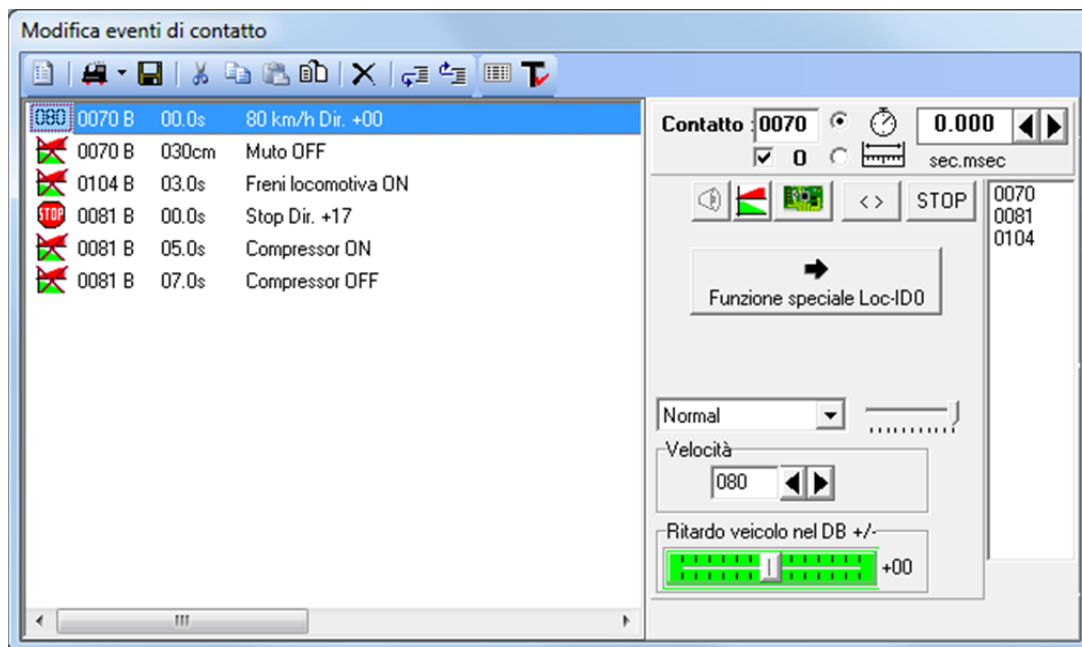 Modifica eventi di contatto
080 0070 B 00.0s 80 km/h Dir. +00
0070 B 030cm Muto OFF
0104 B 03.0s Freni locomotiva ON
STOP 0081 B 00.0s Stop Dir. +17
0081 B 05.0s Compressor ON
0081 B 07.0s Compressor OFF
Contatto : 0070 0.000
0 sec.msec
< > STOP
0070
0081
0104
Funzione speciale Loc-ID0
Normal
Velocità
080
Ritardo veicolo nel DB +/-
+00